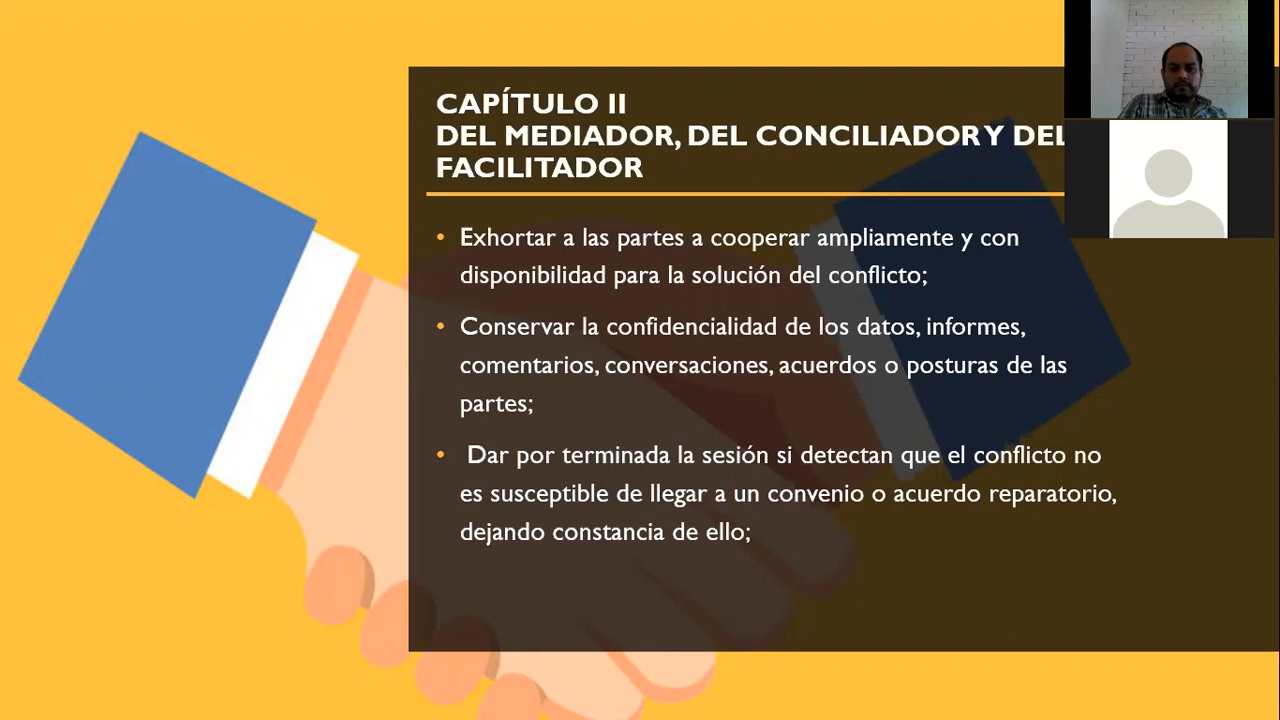 CAPÍTULO II
DEL MEDIADOR, DEL CONCILIADOR Y DEL
FACILITADOR
• Exhortar a las partes a cooperar ampliamente y con
disponibilidad para la solución del conflicto;
• Conservar la confidencialidad de los datos, informes,
comentarios, conversaciones, acuerdos o posturas de las
partes;
• Dar por terminada la sesión si detectan que el conflicto no
es susceptible de llegar a un convenio o acuerdo reparatorio,
dejando constancia de ello;